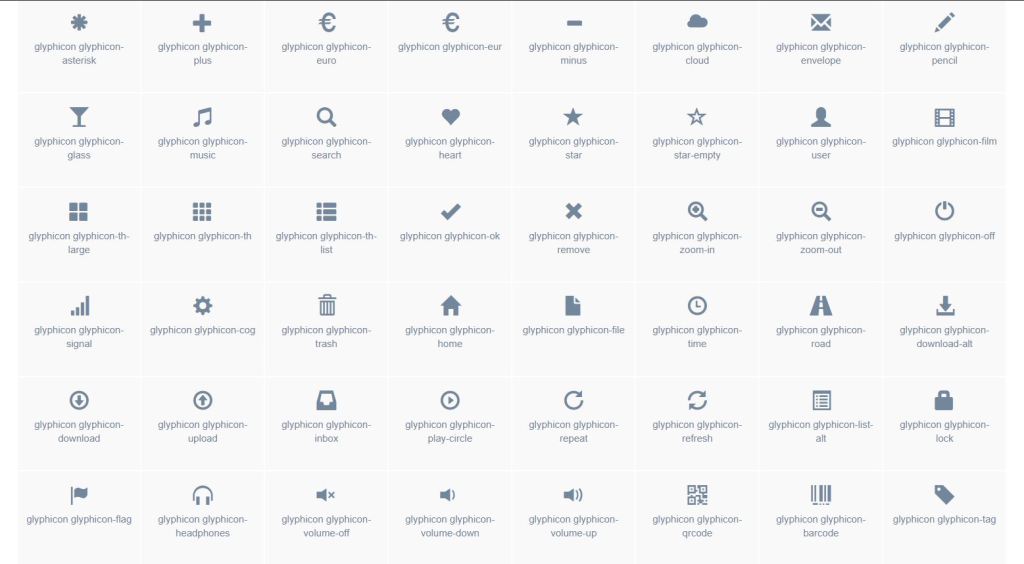 glyphicon glyphicon-
asterisk
glyphicon glyphicon-
plus
glyphicon glyphicon-
euro
glyphicon glyphicon-eur
glyphicon glyphicon-
minus
glyphicon glyphicon-
cloud
glyphicon glyphicon-
envelope
glyphicon glyphicon-
pencil
glyphicon glyphicon-
glass
glyphicon glyphicon-
music
glyphicon glyphicon-
search
glyphicon glyphicon-
heart
glyphicon glyphicon-
star
glyphicon glyphicon-
star-empty
glyphicon glyphicon-
user
glyphicon glyphicon-film
glyphicon glyphicon-th-
large
glyphicon glyphicon-th
glyphicon glyphicon-th-
list
glyphicon glyphicon-ok
glyphicon glyphicon-
remove
glyphicon glyphicon-
zoom-in
glyphicon glyphicon-
zoom-out
glyphicon glyphicon-off
glyphicon glyphicon-
signal
glyphicon glyphicon-cog
glyphicon glyphicon-
trash
glyphicon glyphicon-
home
glyphicon glyphicon-file
glyphicon glyphicon-
time
glyphicon glyphicon-
road
glyphicon glyphicon-
download-alt
glyphicon glyphicon-
download
glyphicon glyphicon-
upload
glyphicon glyphicon-
inbox
glyphicon glyphicon-
play-circle
glyphicon glyphicon-
repeat
glyphicon glyphicon-
refresh
glyphicon glyphicon-list-
alt
glyphicon glyphicon-
lock
glyphicon glyphicon-flag
glyphicon glyphicon-
headphones
glyphicon glyphicon-
volume-off
glyphicon glyphicon-
volume-down
glyphicon glyphicon-
volume-up
glyphicon glyphicon-
qrcode
glyphicon glyphicon-
barcode
glyphicon glyphicon-tag